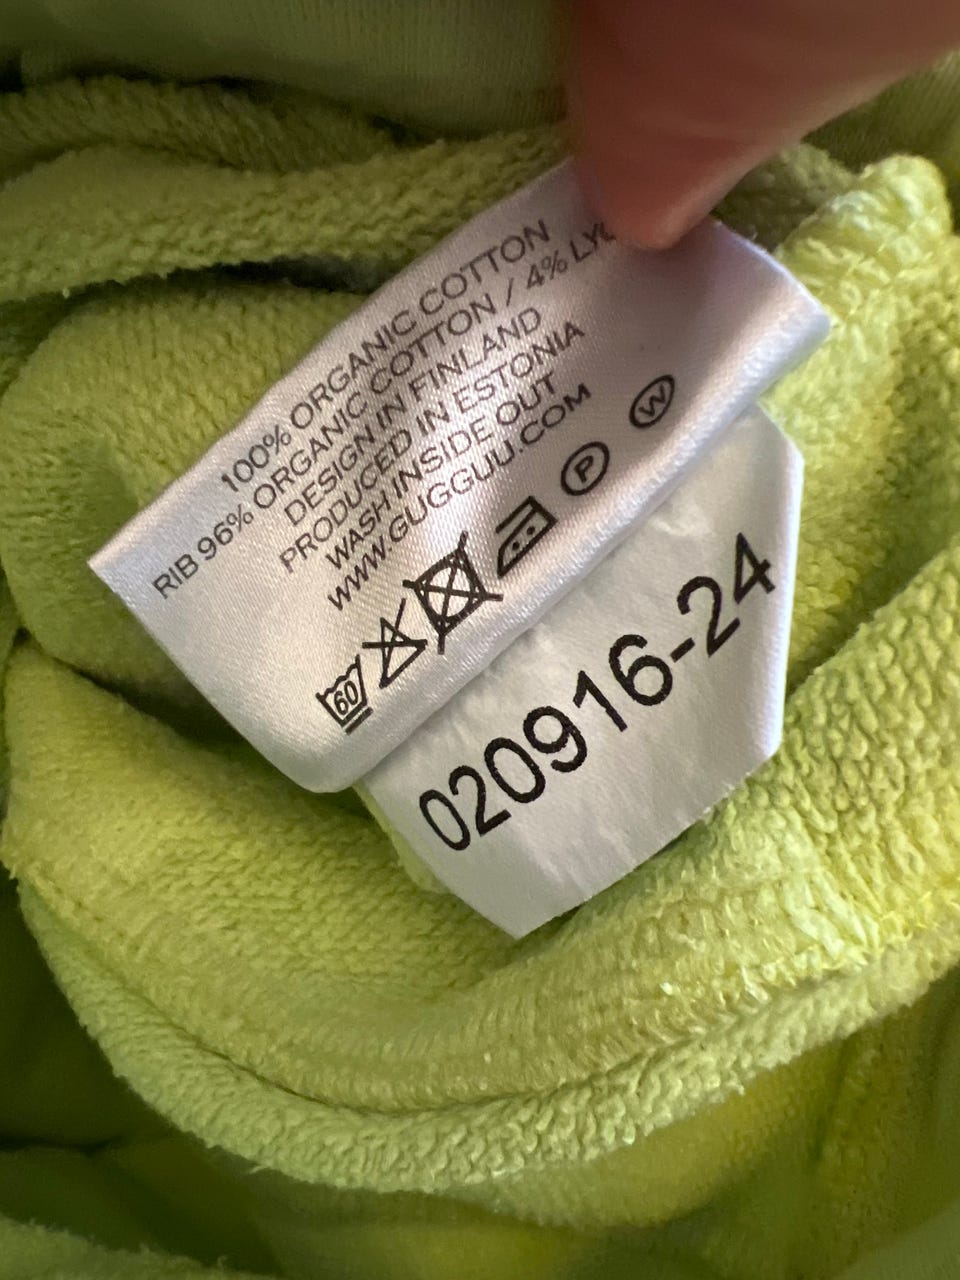 100% ORGANIC COTTON
RIB 96% ORGANIC COTTON / 4%
DESIGN IN FINLAND
PRODUCED IN ESTONIA
WASH INSIDE OUT
WWW.GUGGUU.COM
60 P W
020916-24